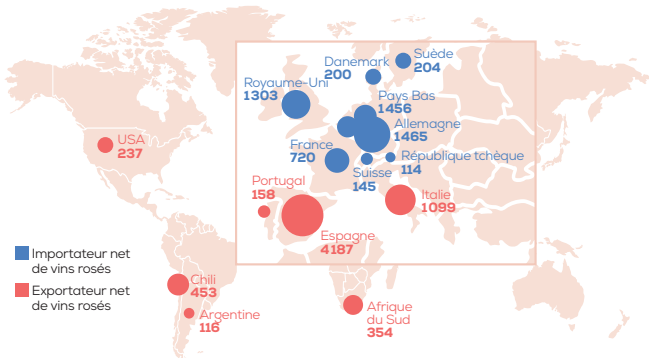 Suède
204
Danemark
200
Royaume-Uni
1303
Pays Bas
1456
Allemagne
1465
France
720
République tchèque
114
Suisse
145
USA
237
Portugal
158
Italie
1099
Espagne
4187
Importateur net
de vins rosés
Exportateur net
de vins rosés
Chili
453
Argentine
116
Afrique
du Sud
354